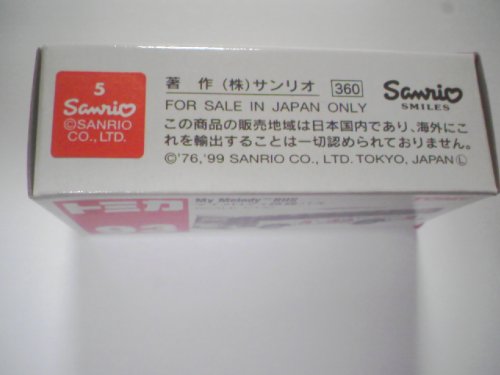 5
Sanrio
©SANRIO
CO., LTD.
著 作 (株)サンリオ 360
FOR SALE IN JAPAN ONLY
この商品の販売地域は日本国内であり、海外にこ
れを輸出することは一切認められておりません。
©'76,'99 SANRIO CO., LTD. TOKYO, JAPAN Ⓛ
Sanrio
SMILES
トミカ
My Melody